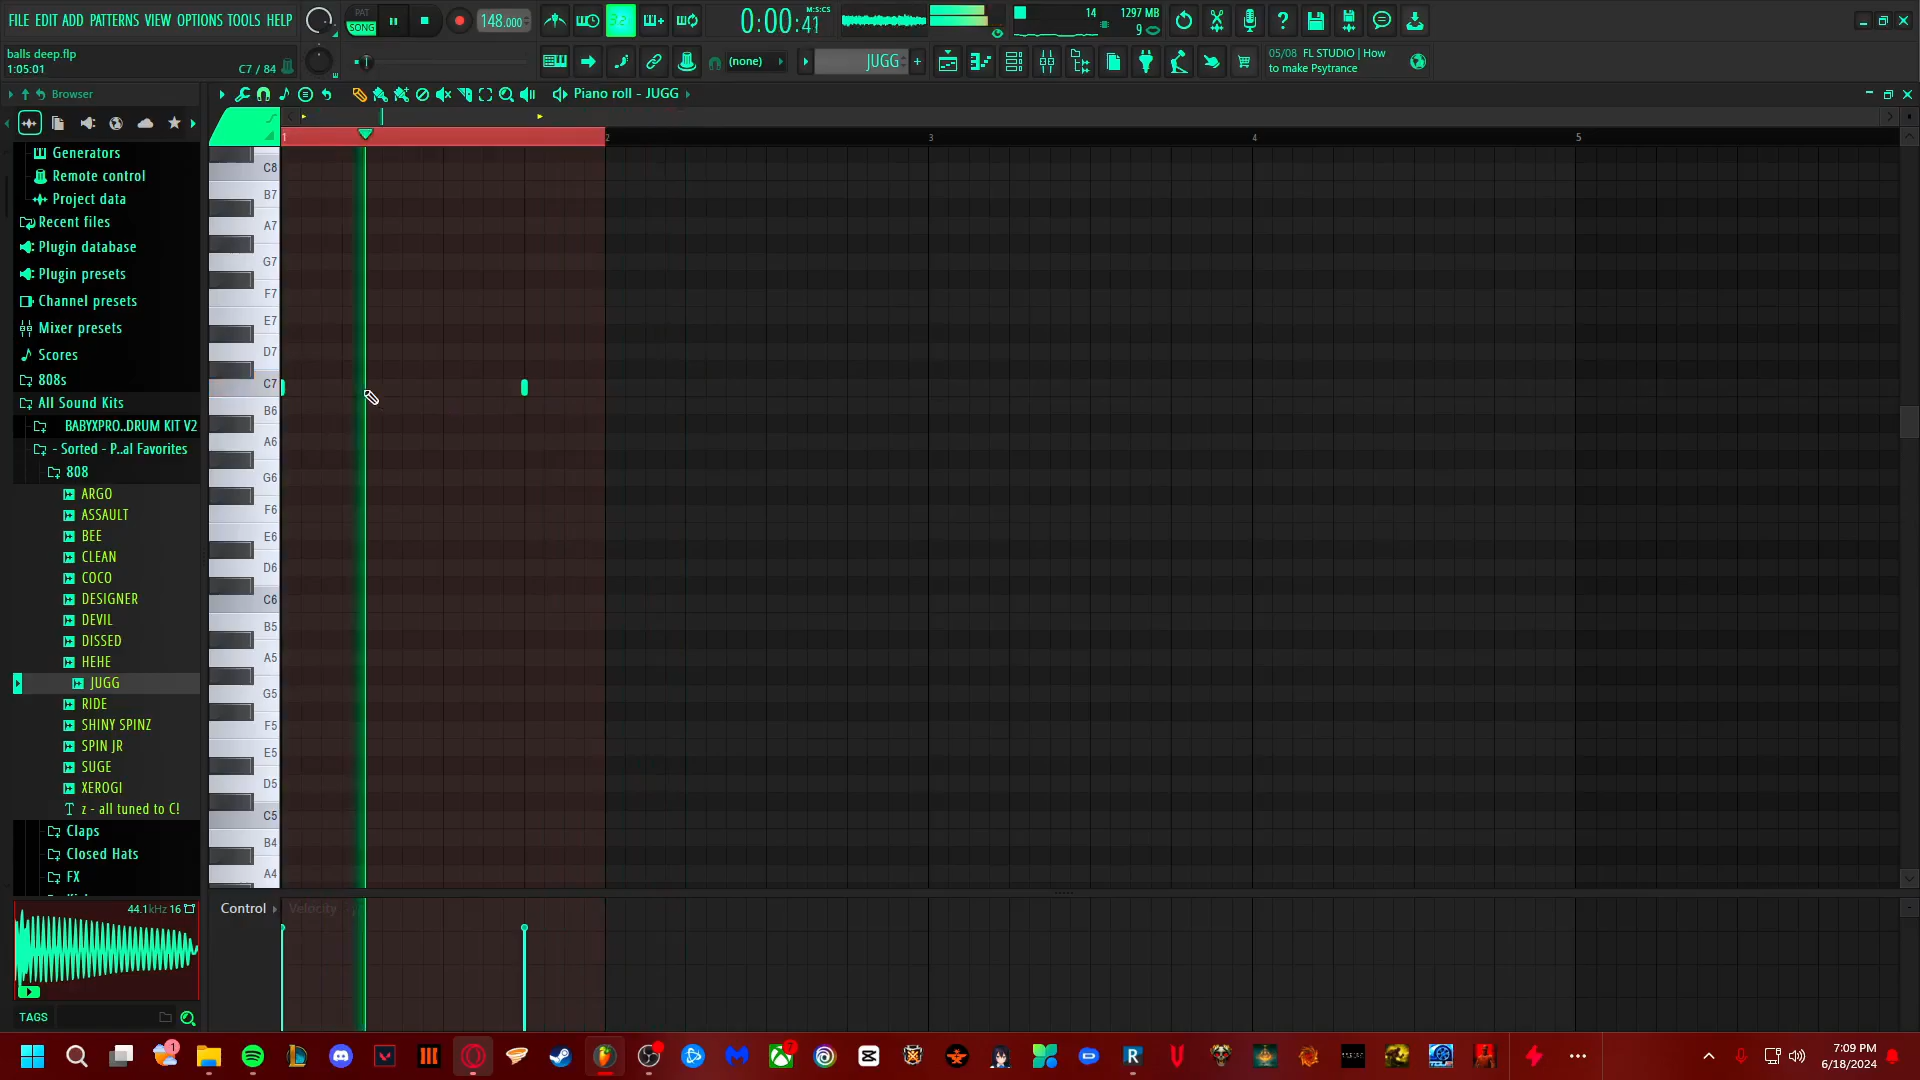 FILE EDIT ADD PATTERNS VIEW OPTIONS TOOLS HELP
PAT
SONG
148.000
0:00:41
M:S:CS
14
1297 MB
9
balls deep.flp
1:05:01
C7 / 84
(none)
JUGG
05/08 FL STUDIO | How
to make Psytrance
Browser
Piano roll - JUGG
Generators
Remote control
Project data
Recent files
Plugin database
Plugin presets
Channel presets
Mixer presets
Scores
808s
All Sound Kits
BABYXPRO..DRUM KIT V2
- Sorted - P..al Favorites
808
ARGO
ASSAULT
BEE
CLEAN
COCO
DESIGNER
DEVIL
DISSED
HEHE
JUGG
RIDE
SHINY SPINZ
SPIN JR
SUGE
XEROGI
z - all tuned to C!
Claps
Closed Hats
FX
44.1kHz 16
TAGS
1
2
3
4
5
C8
B7
A7
G7
F7
E7
D7
C7
B6
A6
G6
F6
E6
D6
C6
B5
A5
G5
F5
E5
D5
C5
B4
A4
Control
Velocity
7:09 PM
6/18/2024